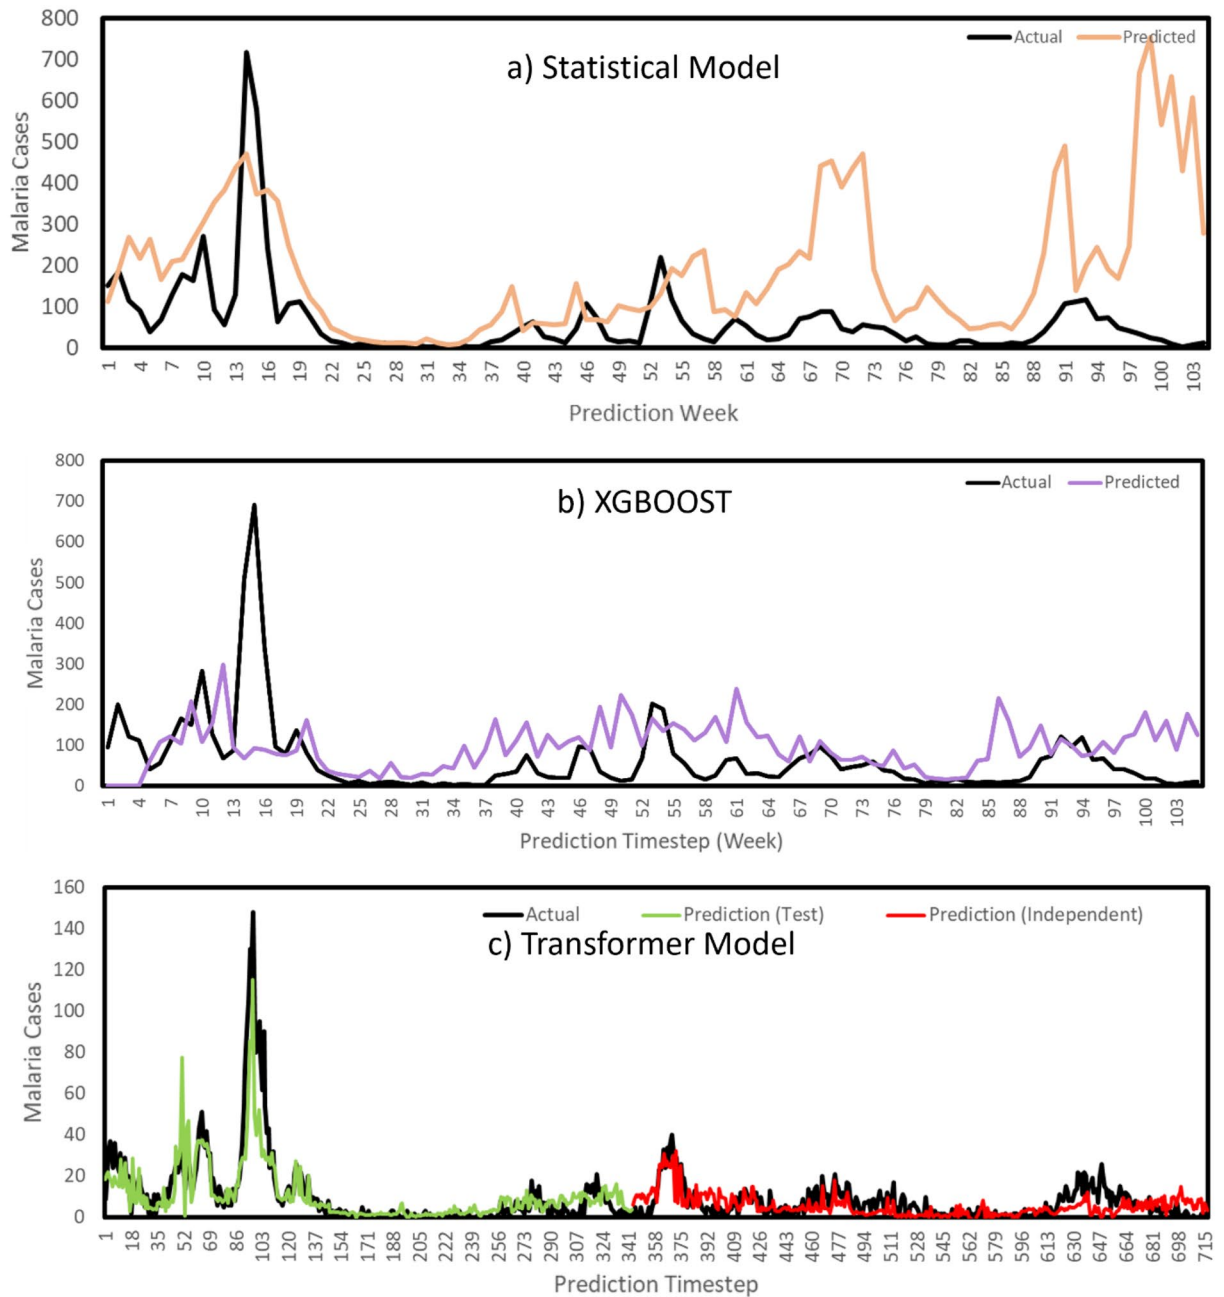 800
700
600
500
400
300
200
100
0
Malaria Cases
Actual
Predicted
a) Statistical Model
1 4 7 10 13 16 19 22 25 28 31 34 37 40 43 46 49 52 55 58 61 64 67 70 73 76 79 82 85 88 91 94 97 100 103
Prediction Week
800
700
600
500
400
300
200
100
0
Malaria Cases
Actual
Predicted
b) XGBOOST
1 4 7 10 13 16 19 22 25 28 31 34 37 40 43 46 49 52 55 58 61 64 67 70 73 76 79 82 85 88 91 94 97 100 103
Prediction Timestep (Week)
160
140
120
100
80
60
40
20
0
Malaria Cases
Actual
Prediction (Test)
Prediction (Independent)
c) Transformer Model
1 18 35 52 69 86 103 120 137 154 171 188 205 222 239 256 273 290 307 324 341 358 375 392 409 426 443 460 477 494 511 528 545 562 579 596 613 630 647 664 681 698 715
Prediction Timestep